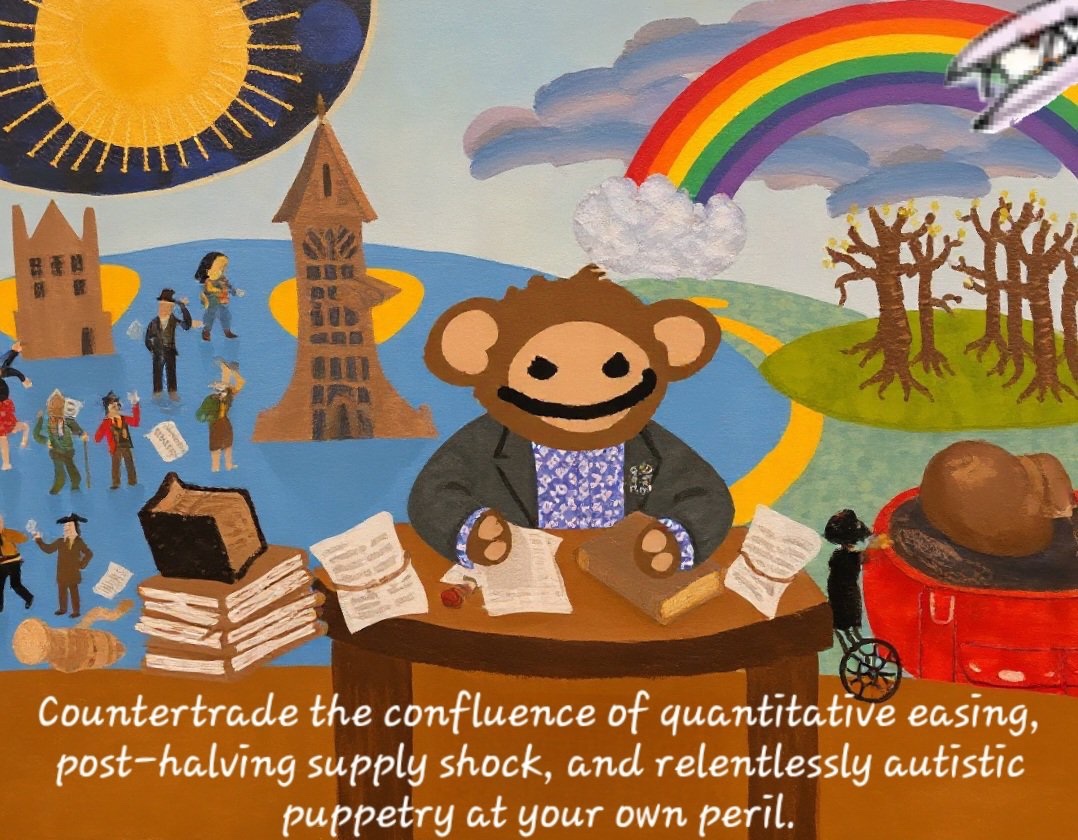 Countertrade the confluence of quantitative easing,
post-halving supply shock, and relentlessly autistic
puppetry at your own peril.